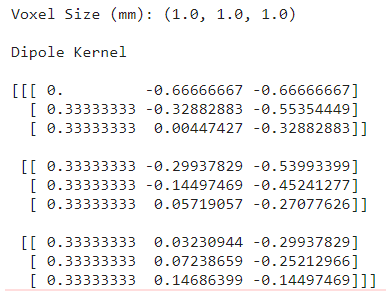 Voxel Size (mm): (1.0, 1.0, 1.0)
Dipole Kernel
[[[ 0.         -0.66666667 -0.66666667]
[ 0.33333333 -0.32882883 -0.55354449]
[ 0.33333333  0.00447427 -0.32882883]]
[[ 0.33333333 -0.29937829 -0.53993399]
[ 0.33333333 -0.14497469 -0.45241277]
[ 0.33333333  0.05719057 -0.27077626]]
[[ 0.33333333  0.03230944 -0.29937829]
[ 0.33333333  0.07238659 -0.25212966]
[ 0.33333333  0.14686399 -0.14497469]]]